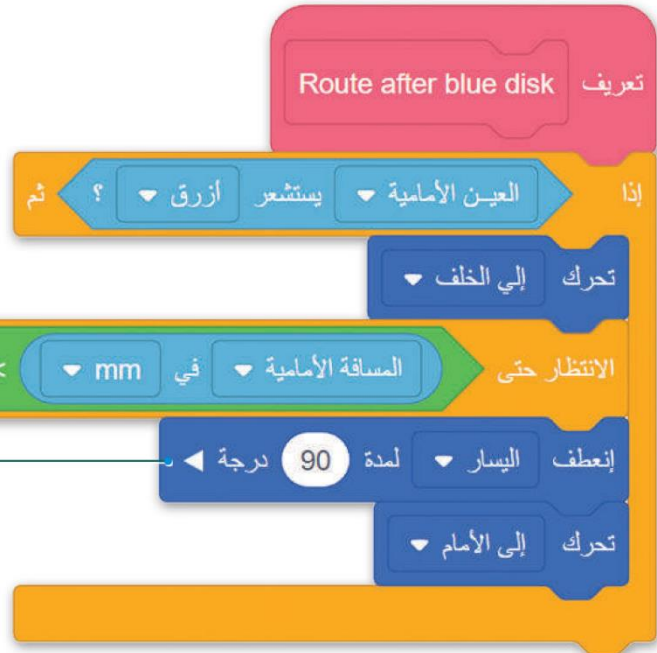 تعريف Route after blue disk
إذا العين الأمامية يستشعر أزرق ؟ ثم
تحرك إلي الخلف
الانتظار حتى المسافة الأمامية في mm >
إنعطف اليسار لمدة 90 درجة
تحرك إلى الأمام